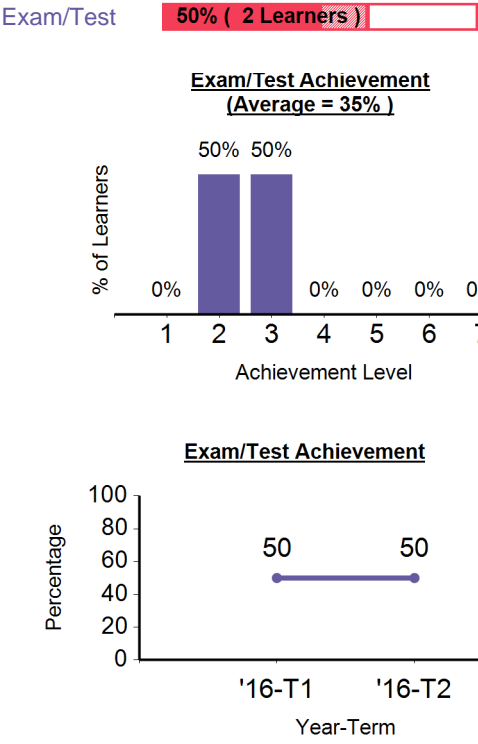 Exam/Test
50% ( 2 Learners )
Exam/Test Achievement
(Average = 35% )
50% 50%
0% 0% 0% 0%
% of Learners
1 2 3 4 5 6
Achievement Level
Exam/Test Achievement
100
80
60
40
20
0
Percentage
50 50
'16-T1 '16-T2
Year-Term